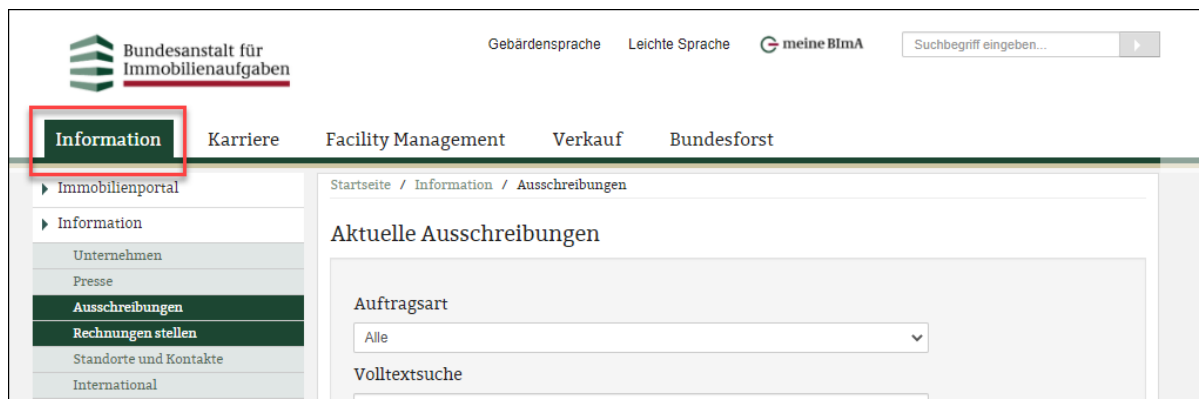 Bundesanstalt für
Immobilienaufgaben
Gebärdensprache Leichte Sprache meine BImA Suchbegriff eingeben...
Information Karriere Facility Management Verkauf Bundesforst
Immobilienportal
Information
Unternehmen
Presse
Ausschreibungen
Rechnungen stellen
Standorte und Kontakte
International
Startseite / Information / Ausschreibungen
Aktuelle Ausschreibungen
Auftragsart
Alle
Volltextsuche